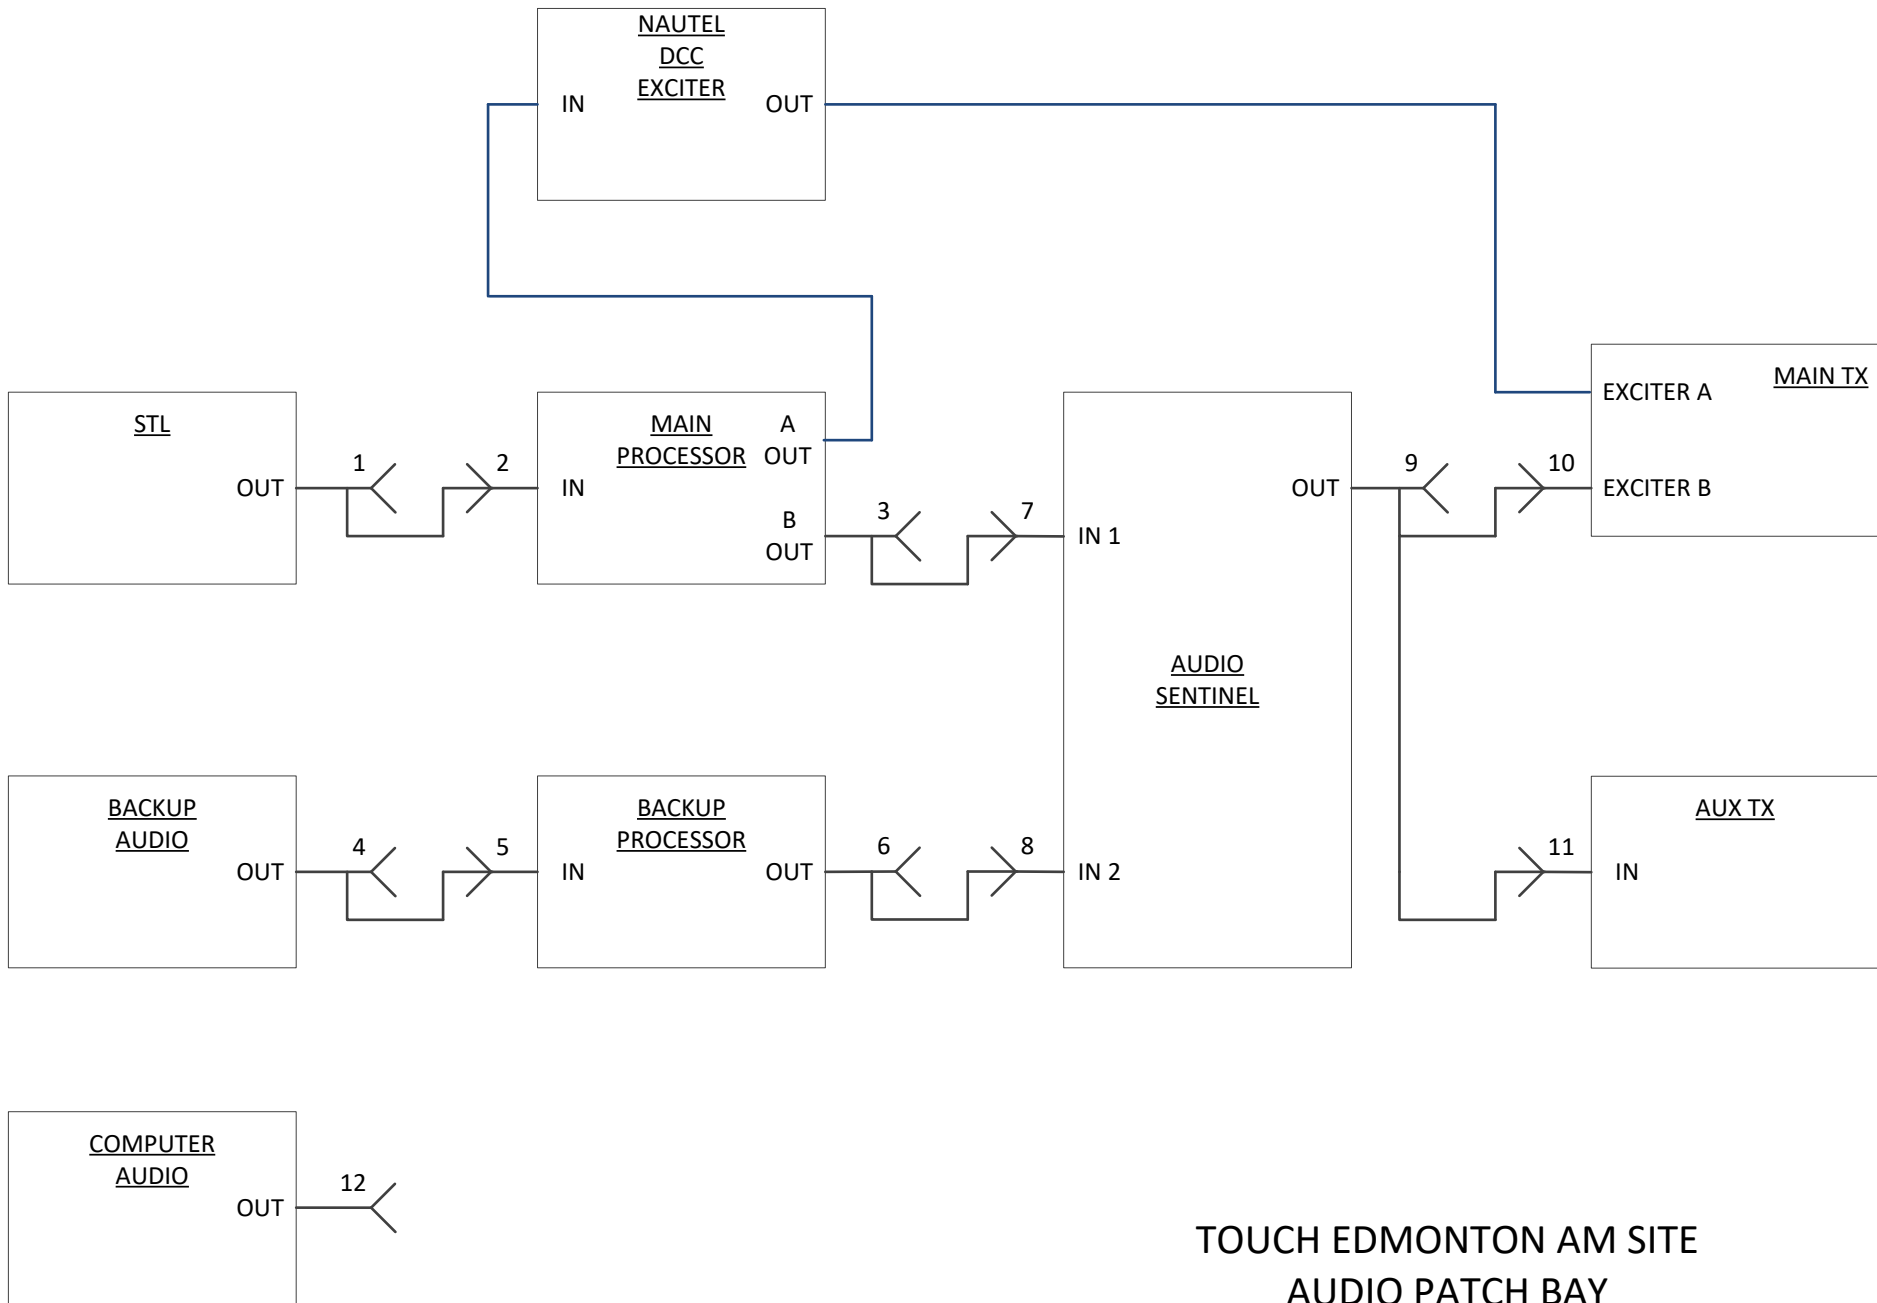 NAUTEL
DCC
EXCITER
IN
OUT
STL
OUT
1
2
MAIN
PROCESSOR
IN
A
OUT
B
OUT
3
7
IN 1
OUT
9
10
MAIN TX
EXCITER A
EXCITER B
AUDIO
SENTINEL
BACKUP
AUDIO
OUT
4
5
BACKUP
PROCESSOR
IN
OUT
6
8
IN 2
11
AUX TX
IN
COMPUTER
AUDIO
OUT
12
TOUCH EDMONTON AM SITE
AUDIO PATCH BAY